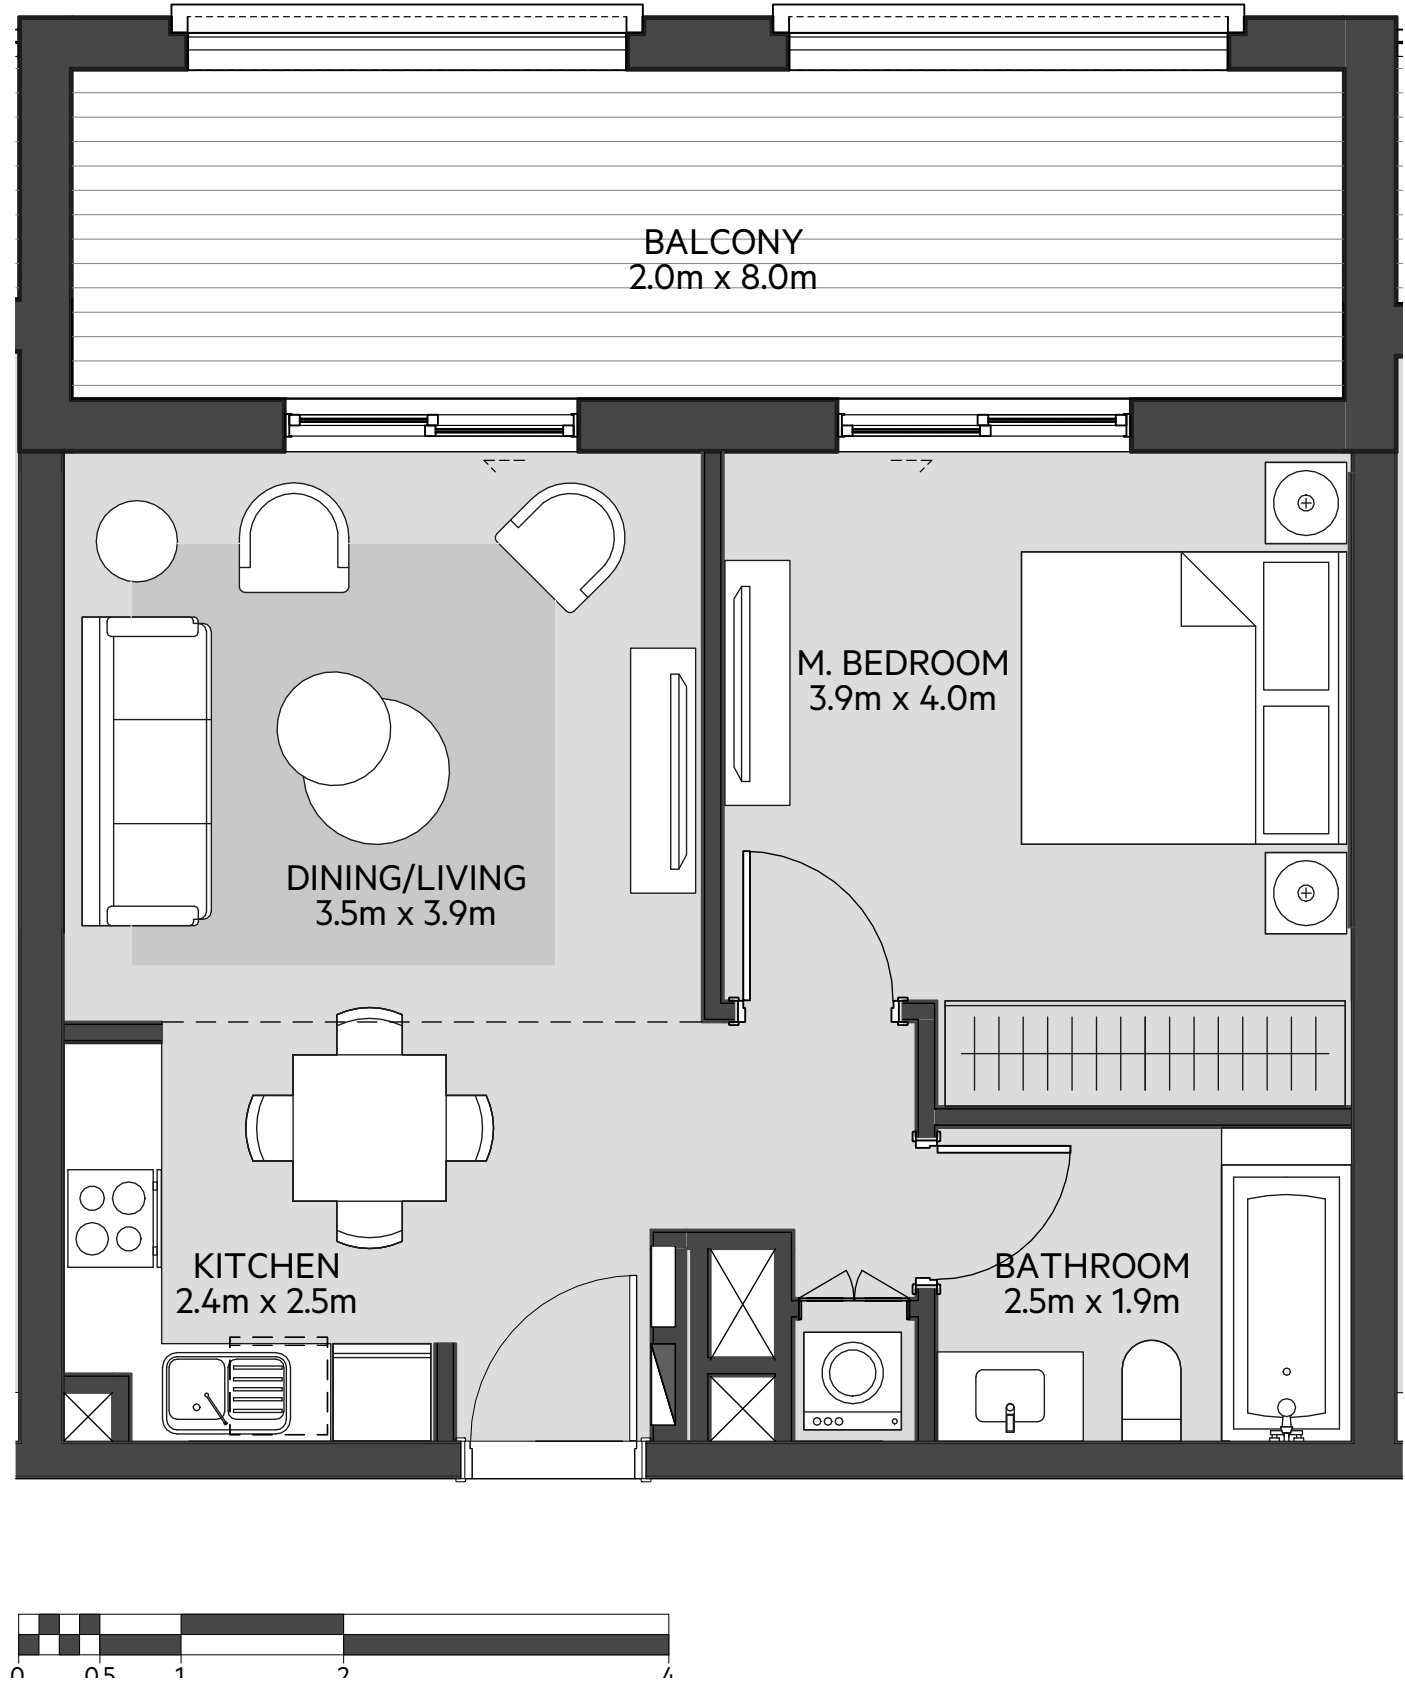 BALCONY
2.0m x 8.0m
M. BEDROOM
3.9m x 4.0m
DINING/LIVING
3.5m x 3.9m
KITCHEN
2.4m x 2.5m
BATHROOM
2.5m x 1.9m
0 0.5 1 2 4